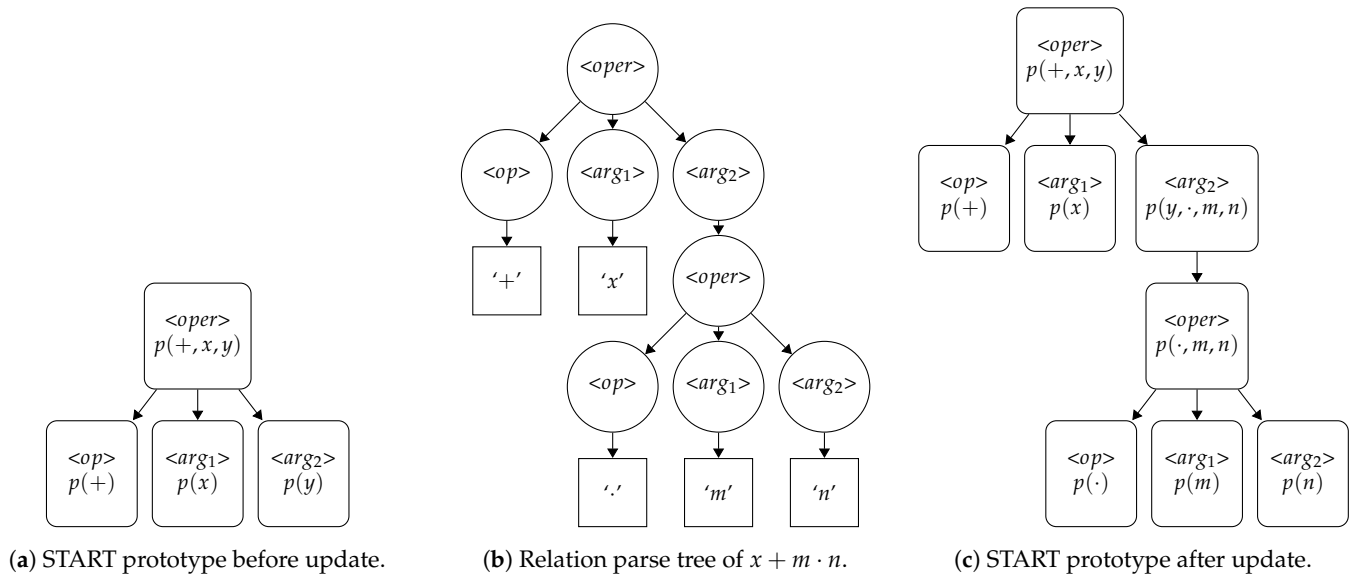 <oper>
p(+, x, y)
<op>
p(+)
<arg₁>
p(x)
<arg₂>
p(y)
(a) START prototype before update.
<oper>
<op>
<arg₁>
<arg₂>
‘+’
‘x’
<oper>
<op>
<arg₁>
<arg₂>
‘·’
‘m’
‘n’
(b) Relation parse tree of x + m · n.
<oper>
p(+, x, y)
<op>
p(+)
<arg₁>
p(x)
<arg₂>
p(y, ·, m, n)
<oper>
p(·, m, n)
<op>
p(·)
<arg₁>
p(m)
<arg₂>
p(n)
(c) START prototype after update.